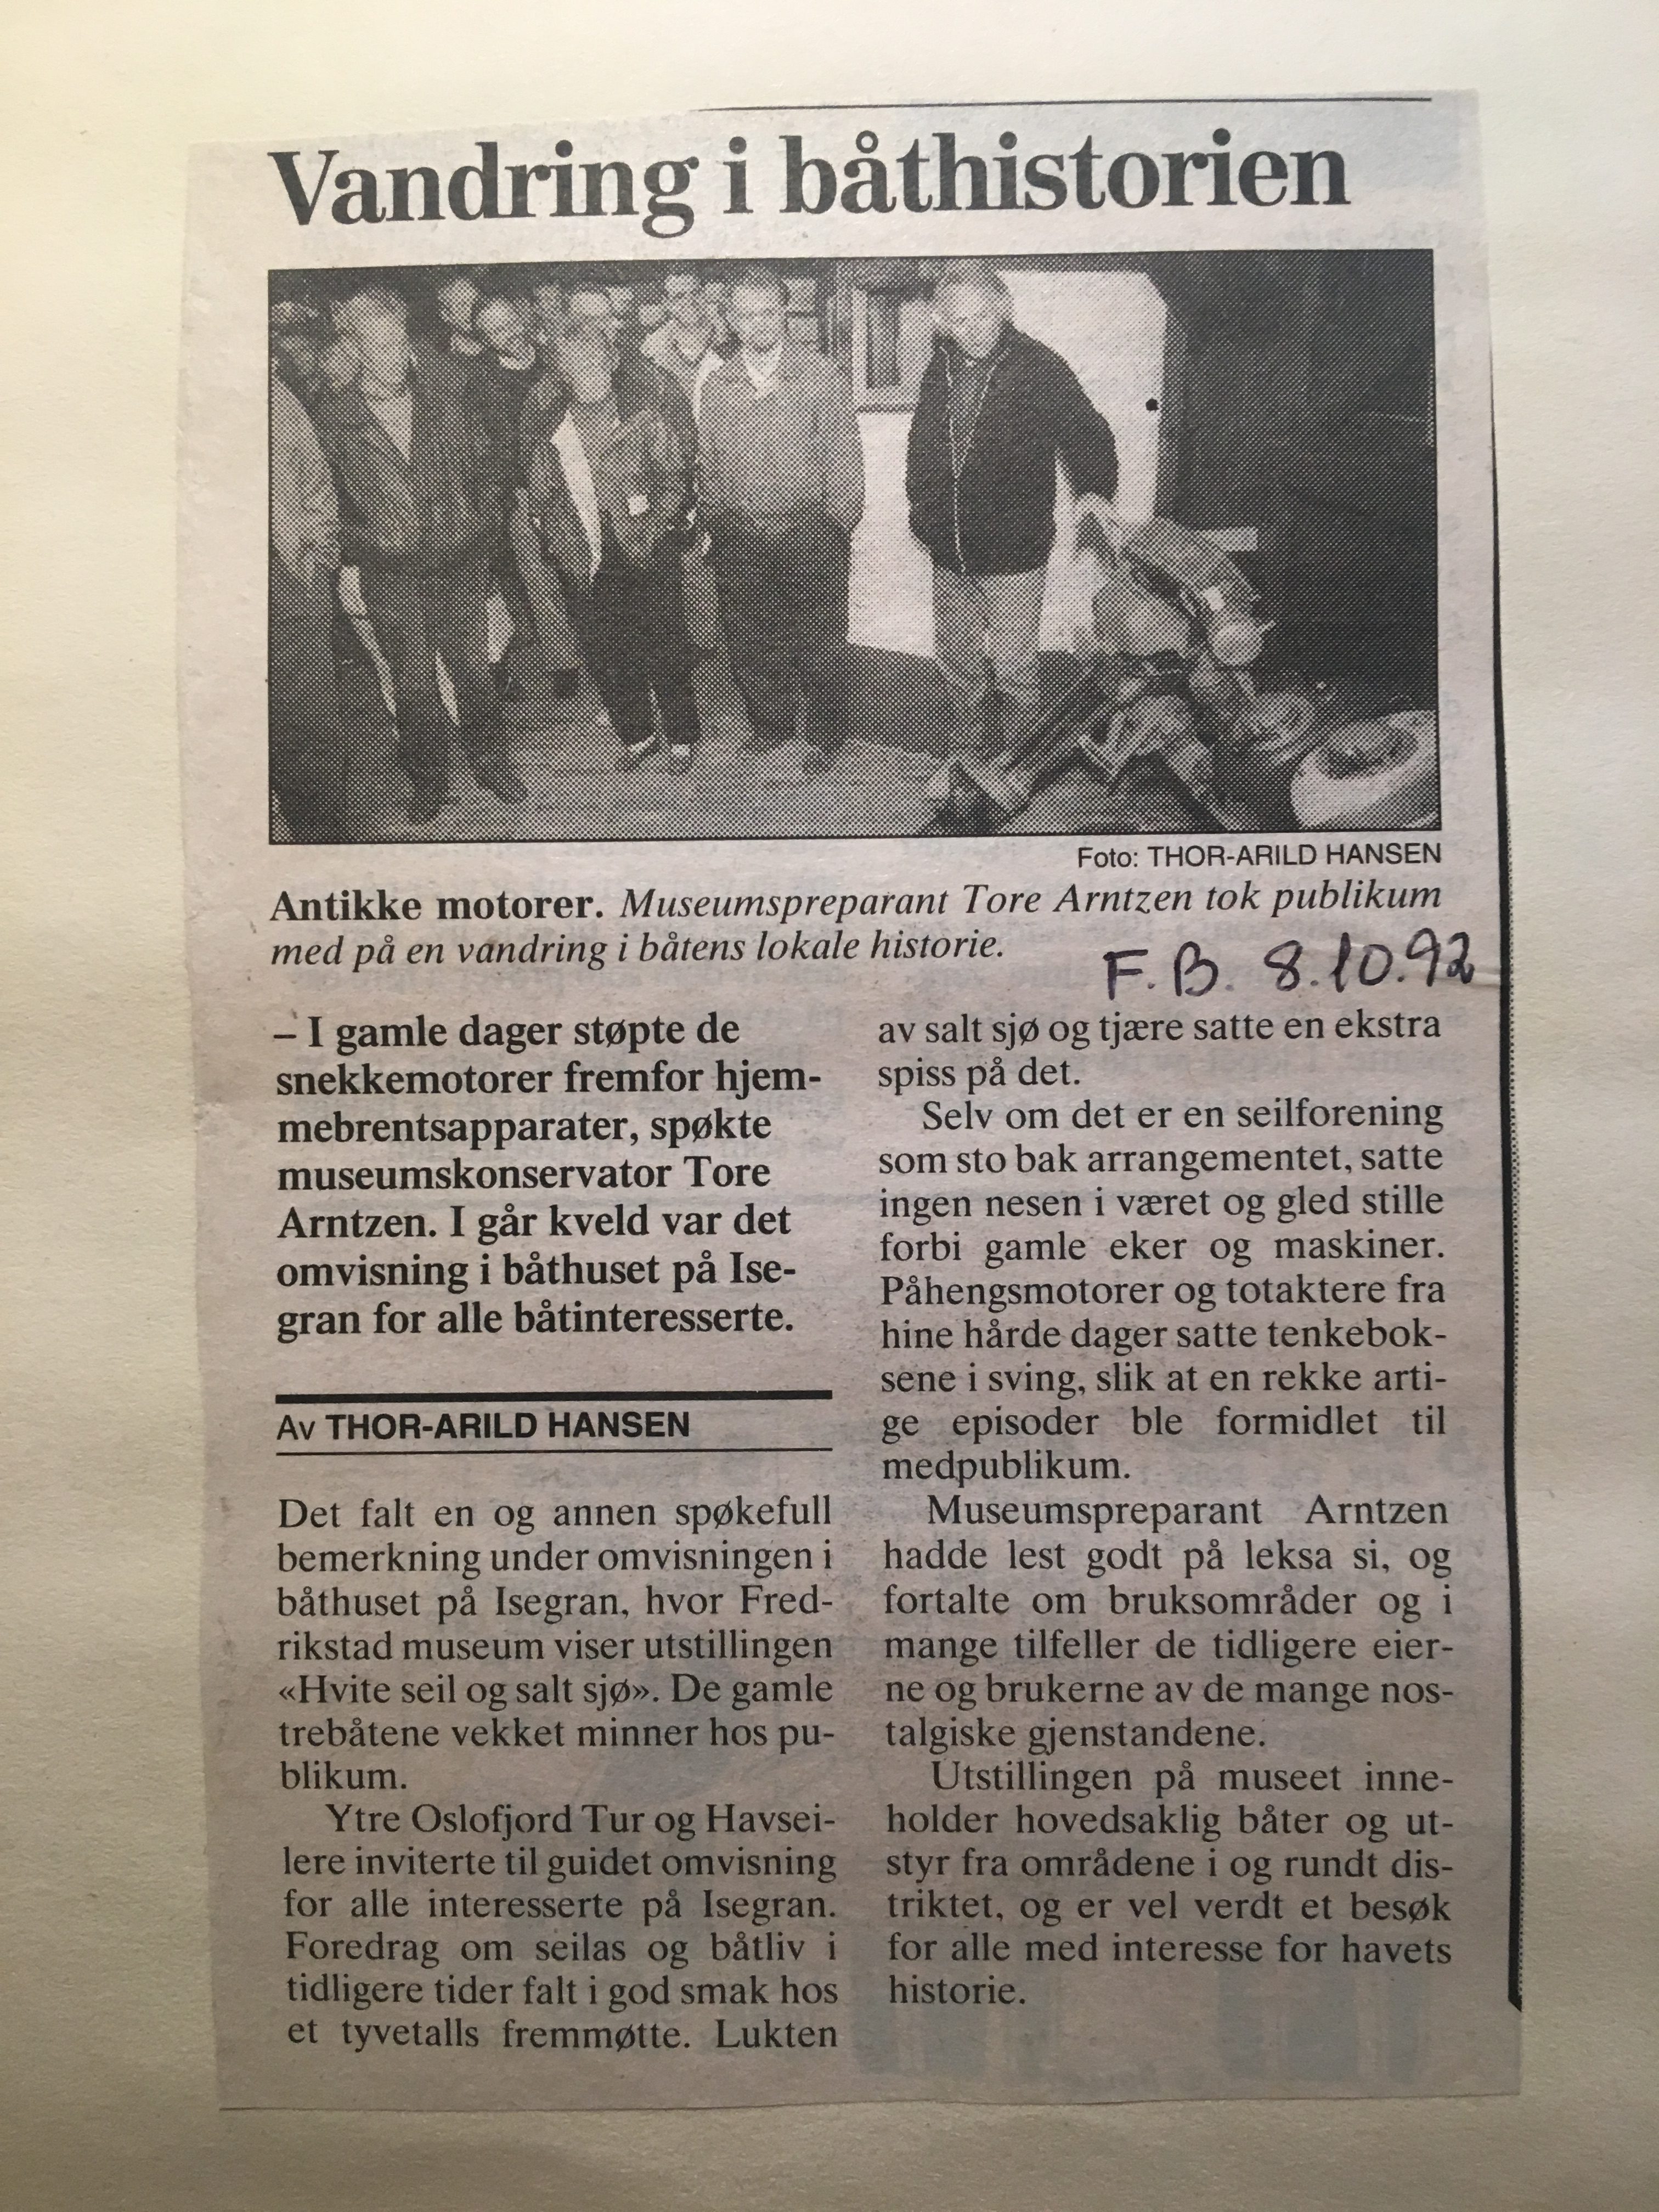 Vandring i båthistorien
Foto: THOR-ARILD HANSEN
Antikke motorer. Museumspreparant Tore Arntzen tok publikum
med på en vandring i båtens lokale historie.
F.B. 8.10.92
– I gamle dager støpte de
snekkemotorer fremfor hjem-
mebrentsapparater, spøkte
museumskonservator Tore
Arntzen. I går kveld var det
omvisning i båthuset på Ise-
gran for alle båtinteresserte.
Av THOR-ARILD HANSEN
Det falt en og annen spøkefull
bemerkning under omvisningen i
båthuset på Isegran, hvor Fred-
rikstad museum viser utstillingen
«Hvite seil og salt sjø». De gamle
trebåtene vekket minner hos pu-
blikum.
Ytre Oslofjord Tur og Havsei-
lere inviterte til guidet omvisning
for alle interesserte på Isegran.
Foredrag om seilas og båtliv i
tidligere tider falt i god smak hos
et tyvetalls fremmøtte. Lukten
av salt sjø og tjære satte en ekstra
spiss på det.
Selv om det er en seilforening
som sto bak arrangementet, satte
ingen nesen i været og gled stille
forbi gamle eker og maskiner.
Påhengsmotorer og totaktere fra
hine hårde dager satte tenkebok-
sene i sving, slik at en rekke arti-
ge episoder ble formidlet til
medpublikum.
Museumspreparant Arntzen
hadde lest godt på leksa si, og
fortalte om bruksområder og i
mange tilfeller de tidligere eier-
ne og brukerne av de mange nos-
talgiske gjenstandene.
Utstillingen på museet inne-
holder hovedsaklig båter og ut-
styr fra områdene i og rundt dis-
triktet, og er vel verdt et besøk
for alle med interesse for havets
historie.